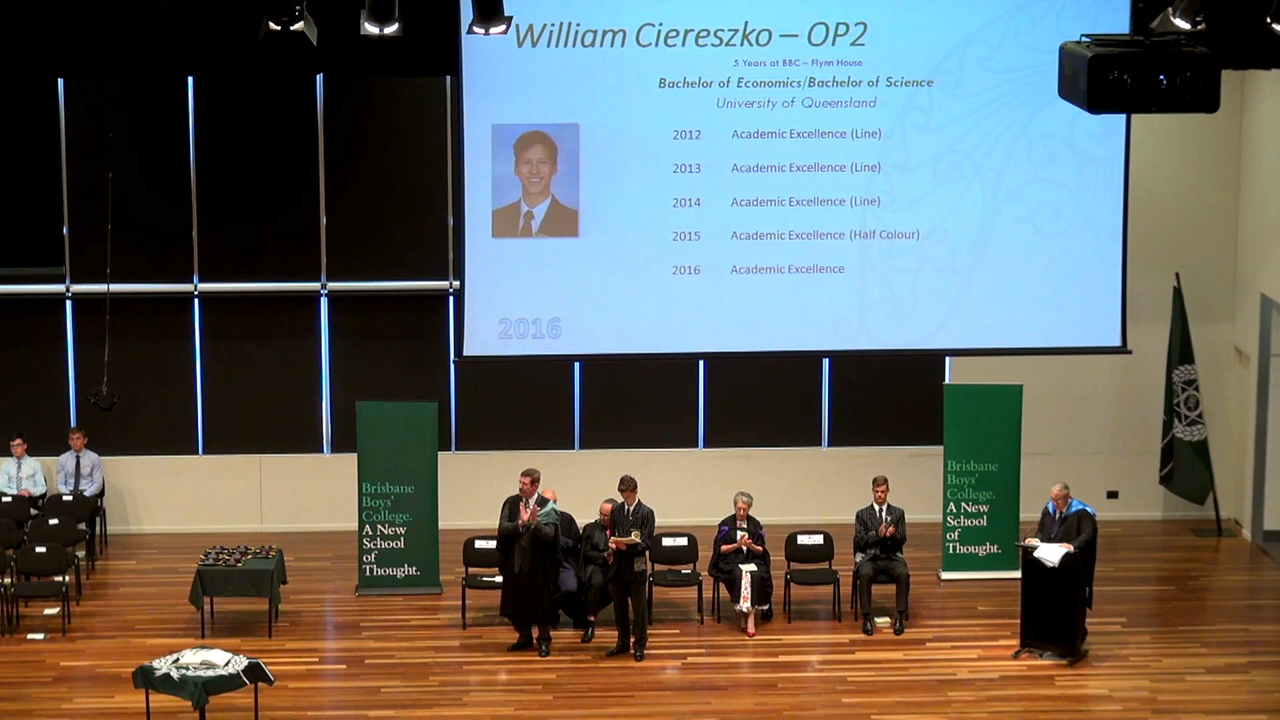 William Ciereszko – OP2
5 Years at BBC – Flynn House
Bachelor of Economics/Bachelor of Science
University of Queensland
2012 Academic Excellence (Line)
2013 Academic Excellence (Line)
2014 Academic Excellence (Line)
2015 Academic Excellence (Half Colour)
2016 Academic Excellence
2016
Brisbane
Boys'
College.
A New
School
of
Thought.
Brisbane
Boys'
College.
A New
School
of
Thought.